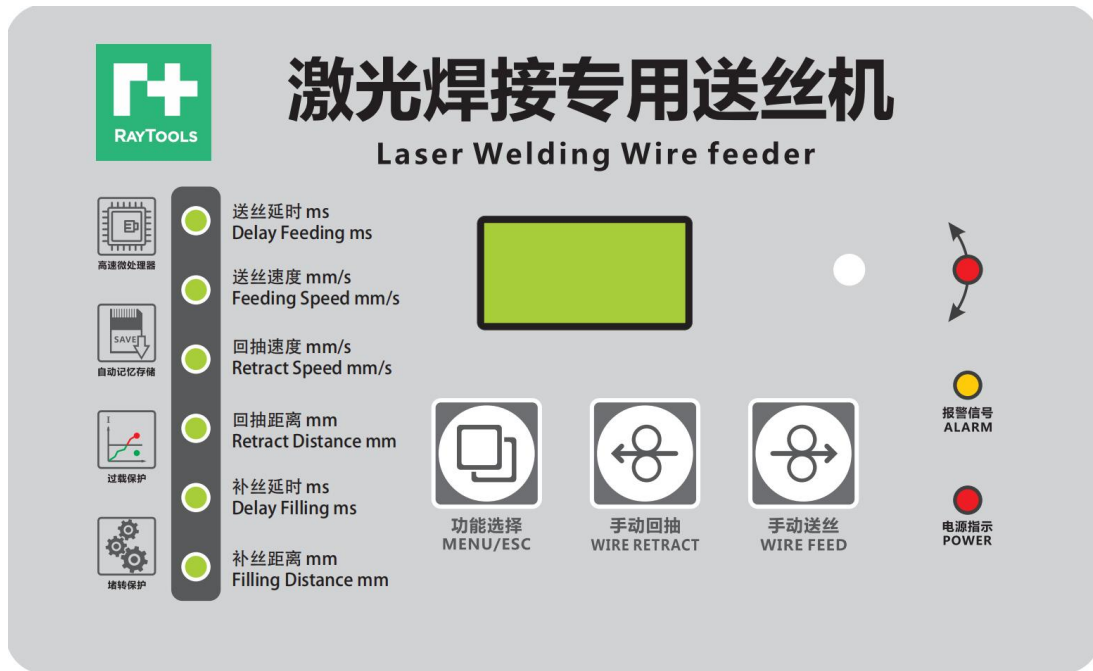 r+
RAYTOOLS
激光焊接专用送丝机
Laser Welding Wire feeder
高速微处理器
SAVE
自动记忆存储
I
过载保护
堵转保护
送丝延时 ms
Delay Feeding ms
送丝速度 mm/s
Feeding Speed mm/s
回抽速度 mm/s
Retract Speed mm/s
回抽距离 mm
Retract Distance mm
补丝延时 ms
Delay Filling ms
补丝距离 mm
Filling Distance mm
功能选择
MENU/ESC
手动回抽
WIRE RETRACT
手动送丝
WIRE FEED
报警信号
ALARM
电源指示
POWER